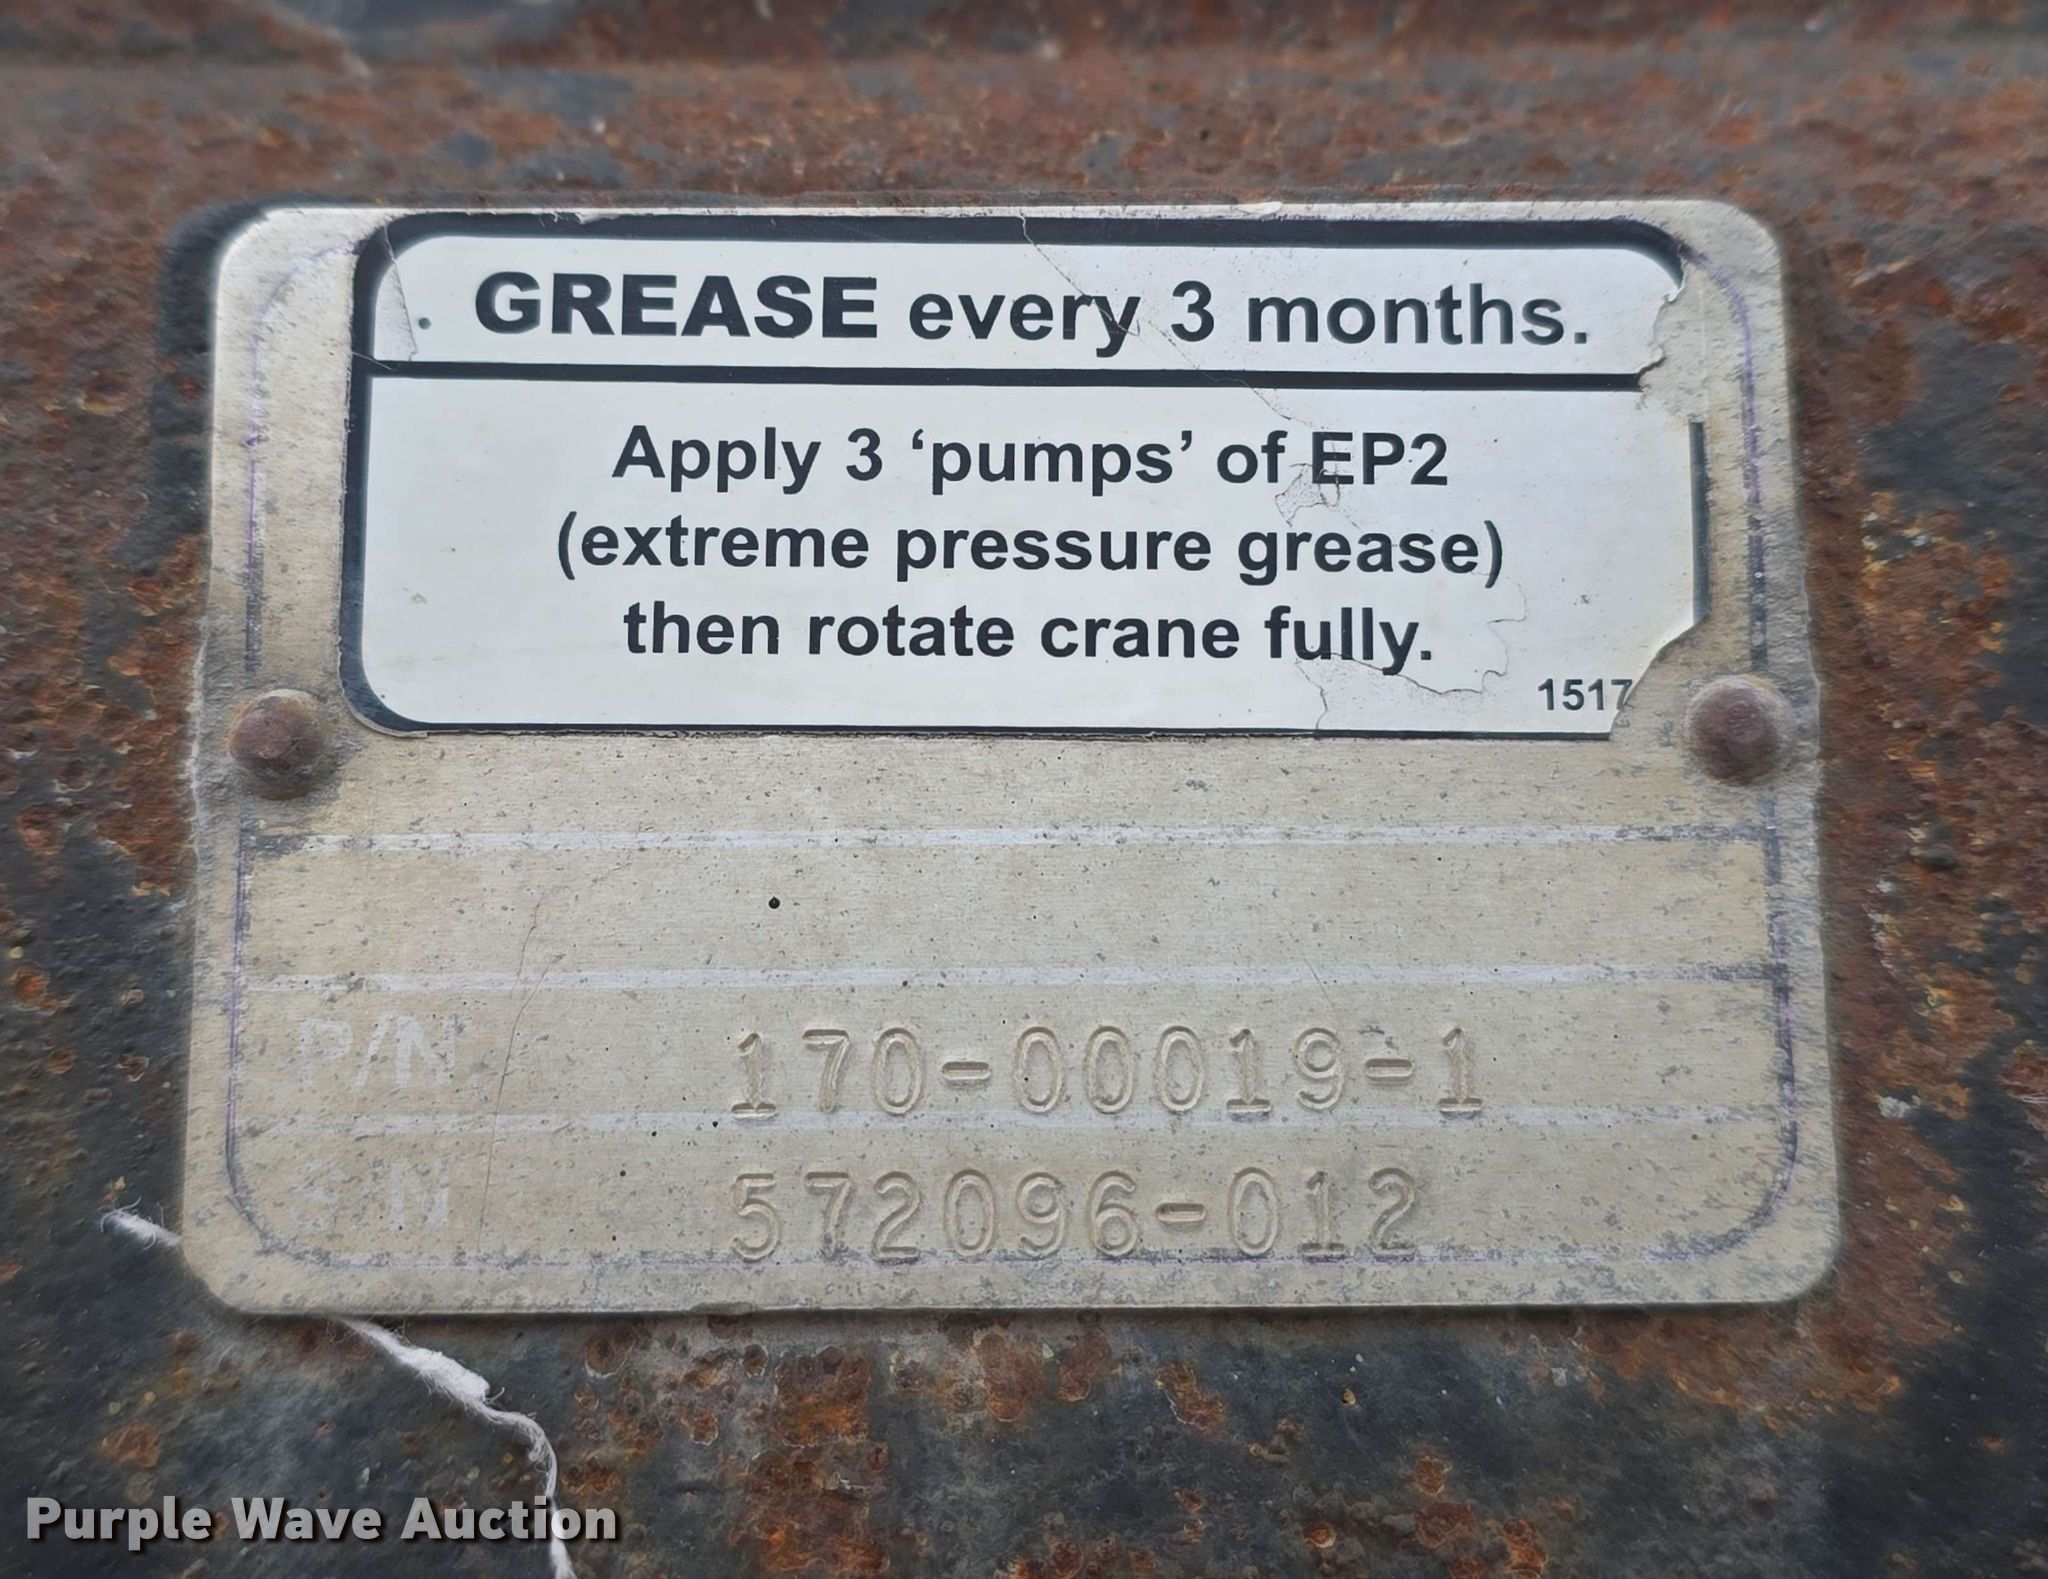 GREASE every 3 months.
Apply 3 ‘pumps’ of EP2
(extreme pressure grease)
then rotate crane fully.
1517
P/N 170-00019-1
S/N 572096-012
Purple Wave Auction